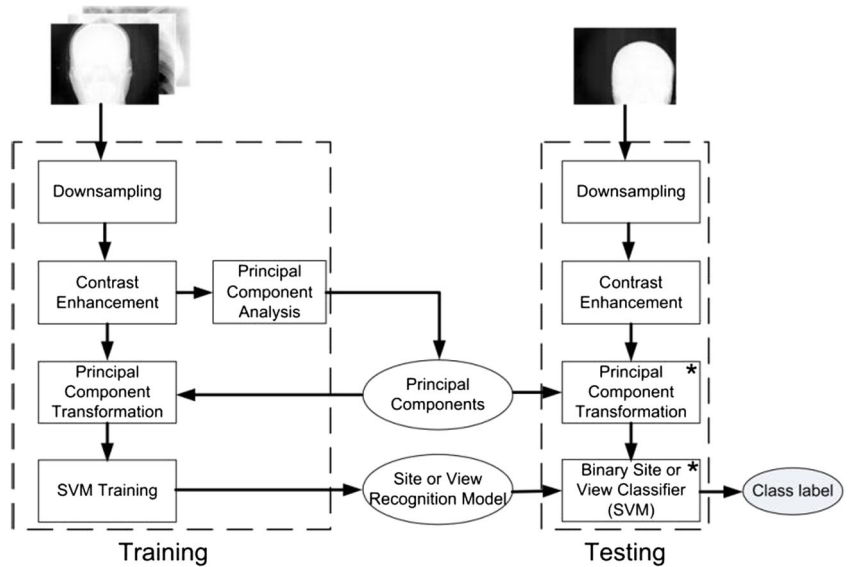 Downsampling
Contrast
Enhancement
Principal
Component
Analysis
Principal
Component
Transformation
SVM Training
Training
Principal
Components
Site or View
Recognition Model
Downsampling
Contrast
Enhancement
Principal *
Component
Transformation
Binary Site or *
View Classifier
(SVM)
Class label
Testing